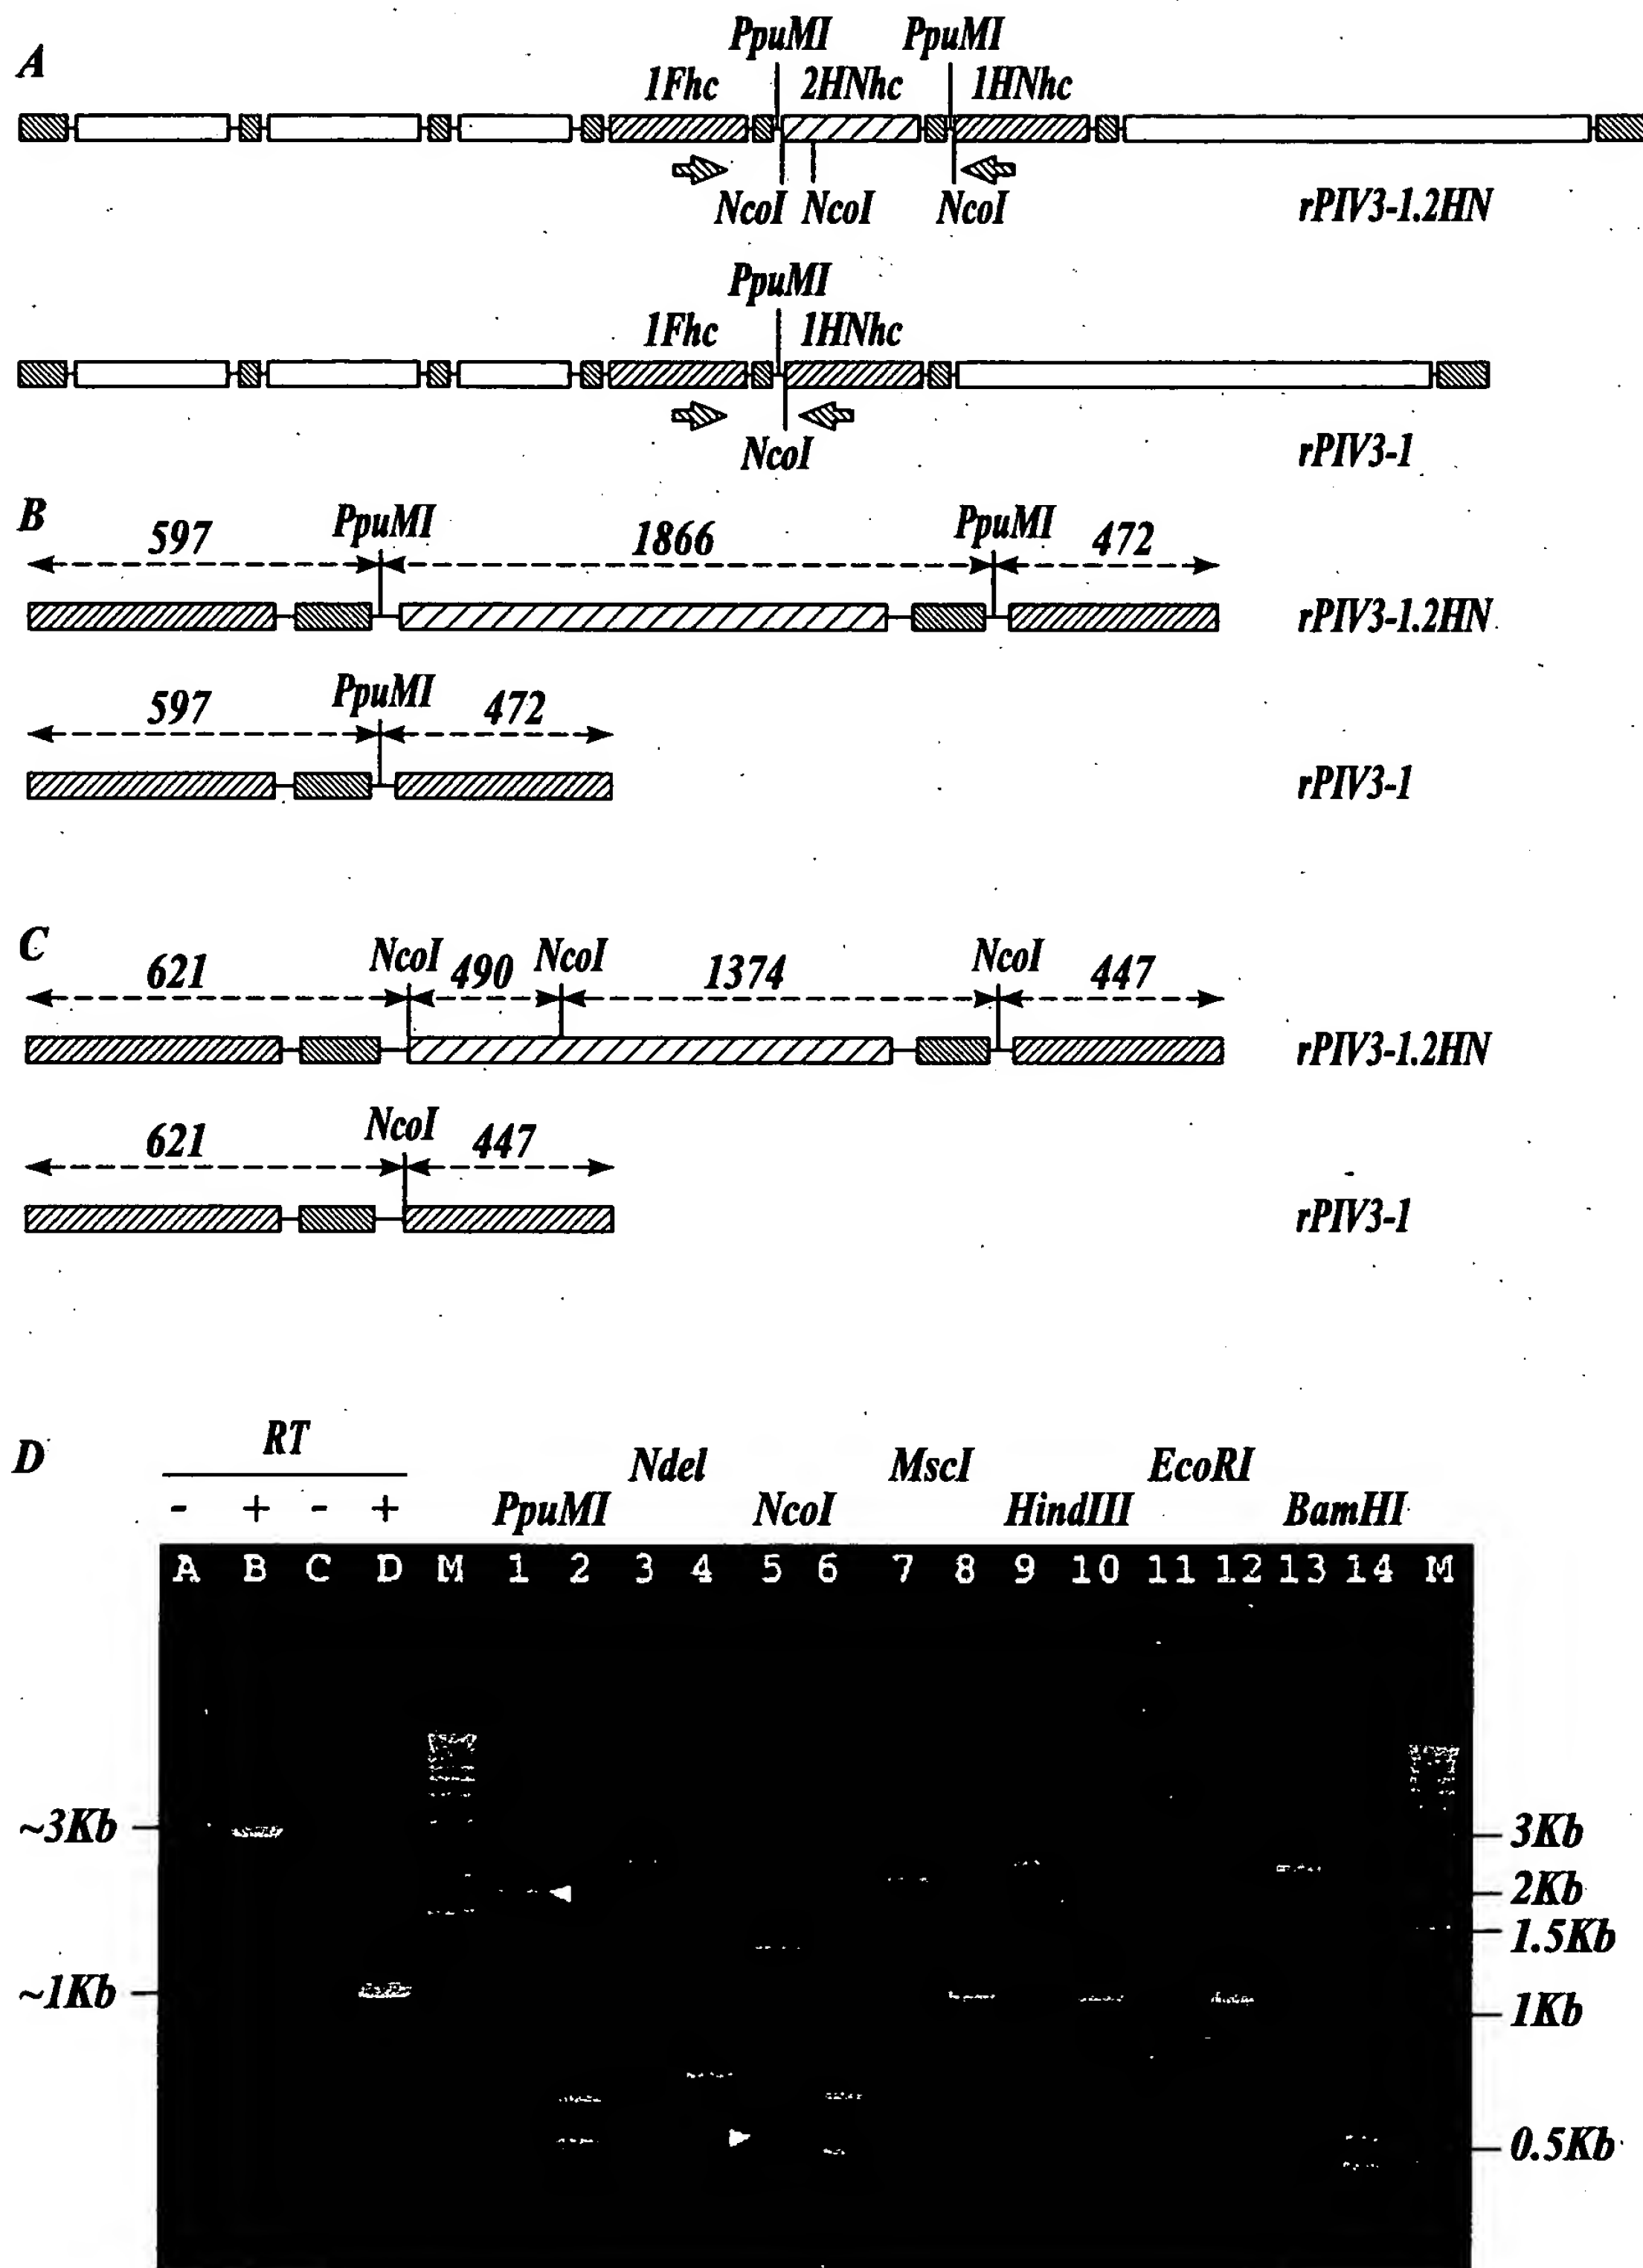 A
PpuMI PpuMI
1Fhc 2HNhc 1HNhc
NcoI NcoI NcoI
rPIV3-1.2HN
PpuMI
1Fhc 1HNhc
NcoI
rPIV3-1
B
597 PpuMI 1866 PpuMI 472
rPIV3-1.2HN
597 PpuMI 472
rPIV3-1
C
621 NcoI 490 NcoI 1374 NcoI 447
rPIV3-1.2HN
621 NcoI 447
rPIV3-1
D
RT
NdeI MscI EcoRI
- + - + PpuMI NcoI HindIII BamHI
A B C D M 1 2 3 4 5 6 7 8 9 10 11 12 13 14 M
~3Kb 3Kb
2Kb
1.5Kb
~1Kb 1Kb
0.5Kb